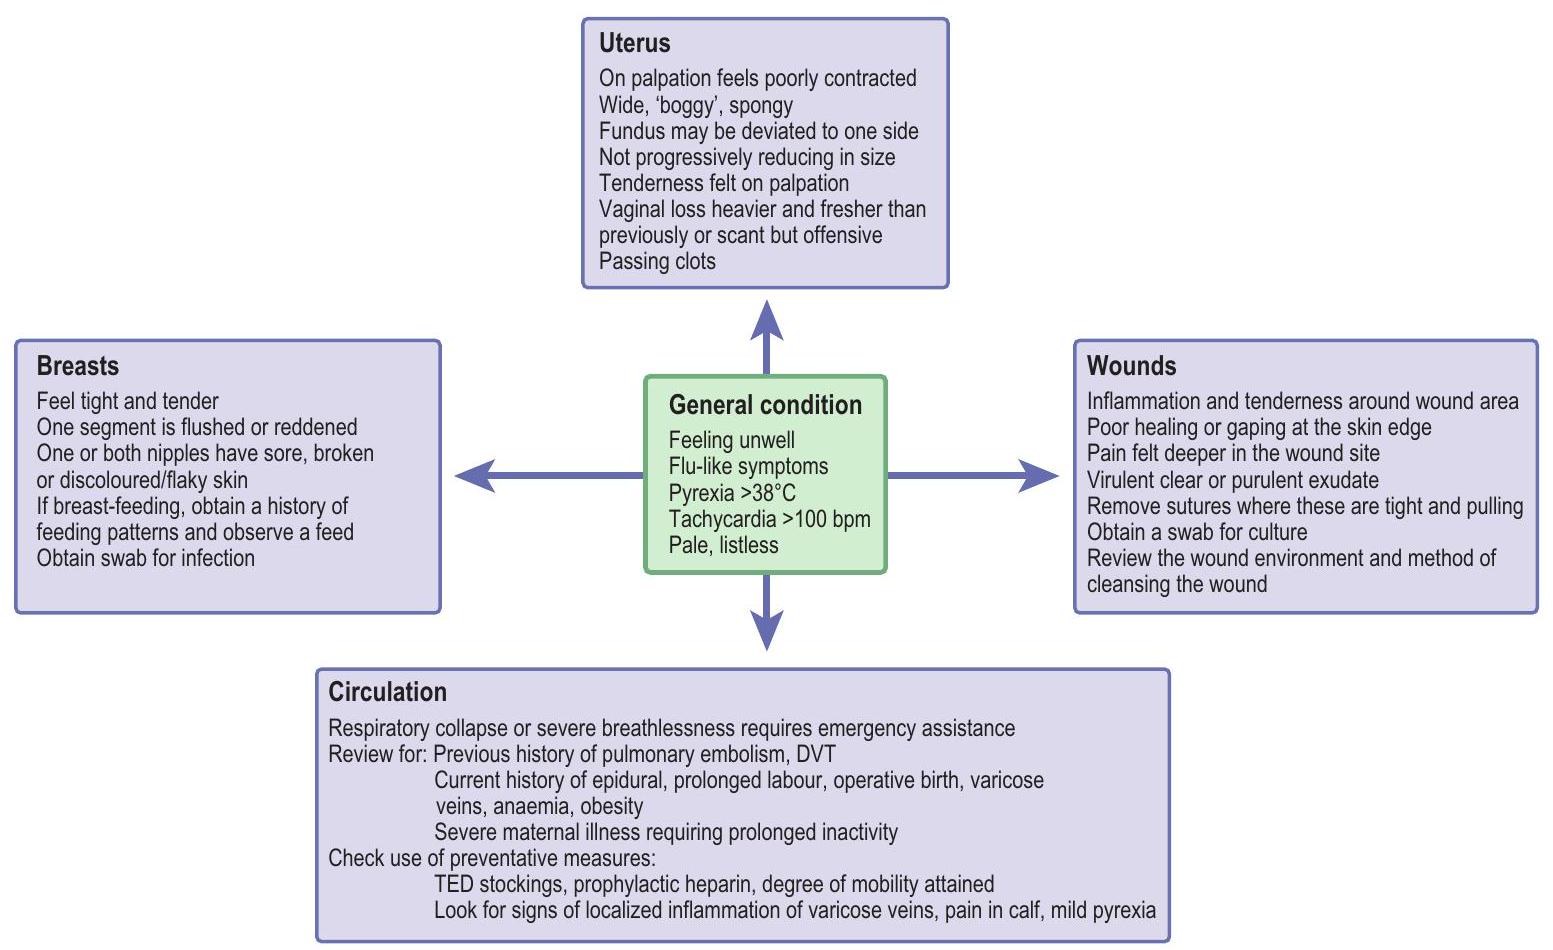 Uterus
On palpation feels poorly contracted
Wide, ‘boggy’, spongy
Fundus may be deviated to one side
Not progressively reducing in size
Tenderness felt on palpation
Vaginal loss heavier and fresher than
previously or scant but offensive
Passing clots
Breasts
Feel tight and tender
One segment is flushed or reddened
One or both nipples have sore, broken
or discoloured/flaky skin
If breast-feeding, obtain a history of
feeding patterns and observe a feed
Obtain swab for infection
General condition
Feeling unwell
Flu-like symptoms
Pyrexia >38°C
Tachycardia >100 bpm
Pale, listless
Wounds
Inflammation and tenderness around wound area
Poor healing or gaping at the skin edge
Pain felt deeper in the wound site
Virulent clear or purulent exudate
Remove sutures where these are tight and pulling
Obtain a swab for culture
Review the wound environment and method of
cleansing the wound
Circulation
Respiratory collapse or severe breathlessness requires emergency assistance
Review for: Previous history of pulmonary embolism, DVT
Current history of epidural, prolonged labour, operative birth, varicose
veins, anaemia, obesity
Severe maternal illness requiring prolonged inactivity
Check use of preventative measures:
TED stockings, prophylactic heparin, degree of mobility attained
Look for signs of localized inflammation of varicose veins, pain in calf, mild pyrexia